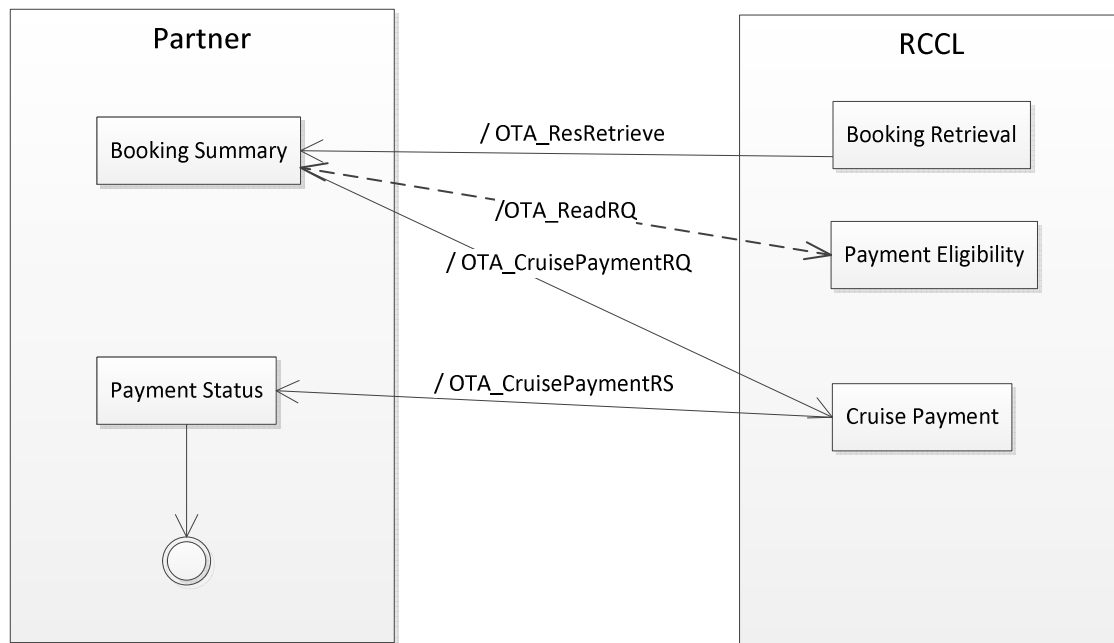 Partner
RCCL
/ OTA_ResRetrieve
Booking Retrieval
Booking Summary
/OTA_ReadRQ
Payment Eligibility
/ OTA_CruisePaymentRQ
Payment Status
/ OTA_CruisePaymentRS
Cruise Payment